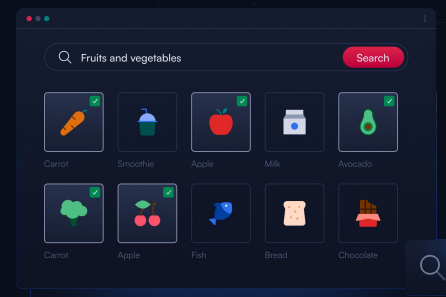 Fruits and vegetables
Search
Carrot
Smoothie
Apple
Milk
Avocado
Carrot
Apple
Fish
Bread
Chocolate